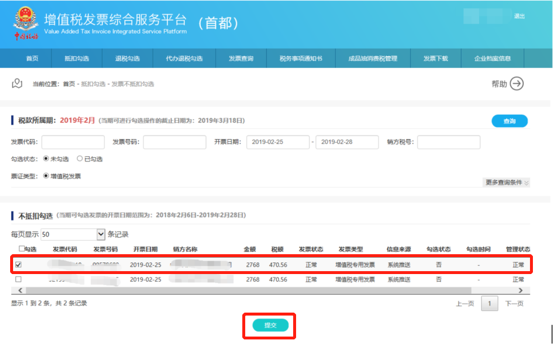 增值税发票综合服务平台 （首都）
Value Added Tax Invoice Integrated Service Platform
退出
首页 抵扣勾选 退税勾选 代办退税勾选 发票查询 税务事项通知书 成品油消费税管理 发票下载 企业档案信息
当前位置：首页 - 抵扣勾选 - 发票不抵扣勾选 帮助
税款所属期：2019年2月（当期可进行勾选操作的截止日期为：2019年3月18日） 查询
发票代码： 发票号码： 开票日期： 2019-02-25 - 2019-02-28 销方税号：
勾选状态： 未勾选 已勾选
票证类型： 增值税发票
更多查询条件
不抵扣勾选（当期可勾选发票的开票日期范围为：2018年2月6日-2019年2月28日）
每页显示 50 条记录
勾选 发票代码 发票号码 开票日期 销方名称 金额 税额 发票状态 发票类型 信息来源 勾选状态 勾选时间 管理状态
2019-02-25 2768 470.56 正常 增值税专用发票 系统推送 否 - 正常
2019-02-25 2768 470.56 正常 增值税专用发票 系统推送 否 - 正常
显示 1 到 2 条，共 2 条记录 上一页 1 下一页
提交